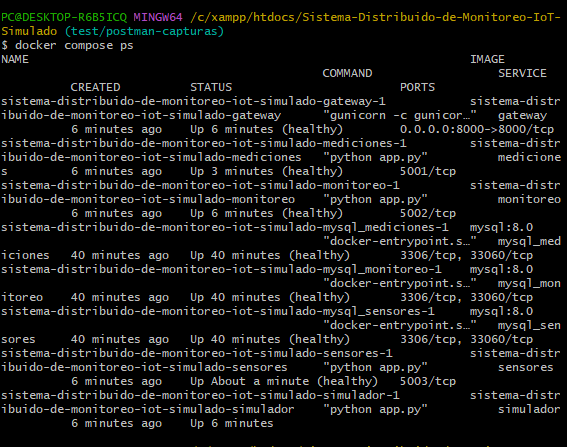 PC@DESKTOP-R6B5ICQ MINGW64 /c/xampp/htdocs/Sistema-Distribuido-de-Monitoreo-IoT-
Simulado (test/postman-capturas)
$ docker compose ps
NAME IMAGE
COMMAND SERVICE
CREATED STATUS PORTS
sistema-distribuido-de-monitoreo-iot-simulado-gateway-1 sistema-distr
ibuido-de-monitoreo-iot-simulado-gateway "gunicorn -c gunicor…" gateway
6 minutes ago Up 6 minutes (healthy) 0.0.0.0:8000->8000/tcp
sistema-distribuido-de-monitoreo-iot-simulado-mediciones-1 sistema-distr
ibuido-de-monitoreo-iot-simulado-mediciones "python app.py" medicione
s 6 minutes ago Up 3 minutes (healthy) 5001/tcp
sistema-distribuido-de-monitoreo-iot-simulado-monitoreo-1 sistema-distr
ibuido-de-monitoreo-iot-simulado-monitoreo "python app.py" monitoreo
6 minutes ago Up 6 minutes (healthy) 5002/tcp
sistema-distribuido-de-monitoreo-iot-simulado-mysql_mediciones-1 mysql:8.0
"docker-entrypoint.s…" mysql_med
iciones 40 minutes ago Up 40 minutes (healthy) 3306/tcp, 33060/tcp
sistema-distribuido-de-monitoreo-iot-simulado-mysql_monitoreo-1 mysql:8.0
"docker-entrypoint.s…" mysql_mon
itoreo 40 minutes ago Up 40 minutes (healthy) 3306/tcp, 33060/tcp
sistema-distribuido-de-monitoreo-iot-simulado-mysql_sensores-1 mysql:8.0
"docker-entrypoint.s…" mysql_sen
sores 40 minutes ago Up 40 minutes (healthy) 3306/tcp, 33060/tcp
sistema-distribuido-de-monitoreo-iot-simulado-sensores-1 sistema-distr
ibuido-de-monitoreo-iot-simulado-sensores "python app.py" sensores
6 minutes ago Up About a minute (healthy) 5003/tcp
sistema-distribuido-de-monitoreo-iot-simulado-simulador-1 sistema-distr
ibuido-de-monitoreo-iot-simulado-simulador "python app.py" simulador
6 minutes ago Up 6 minutes